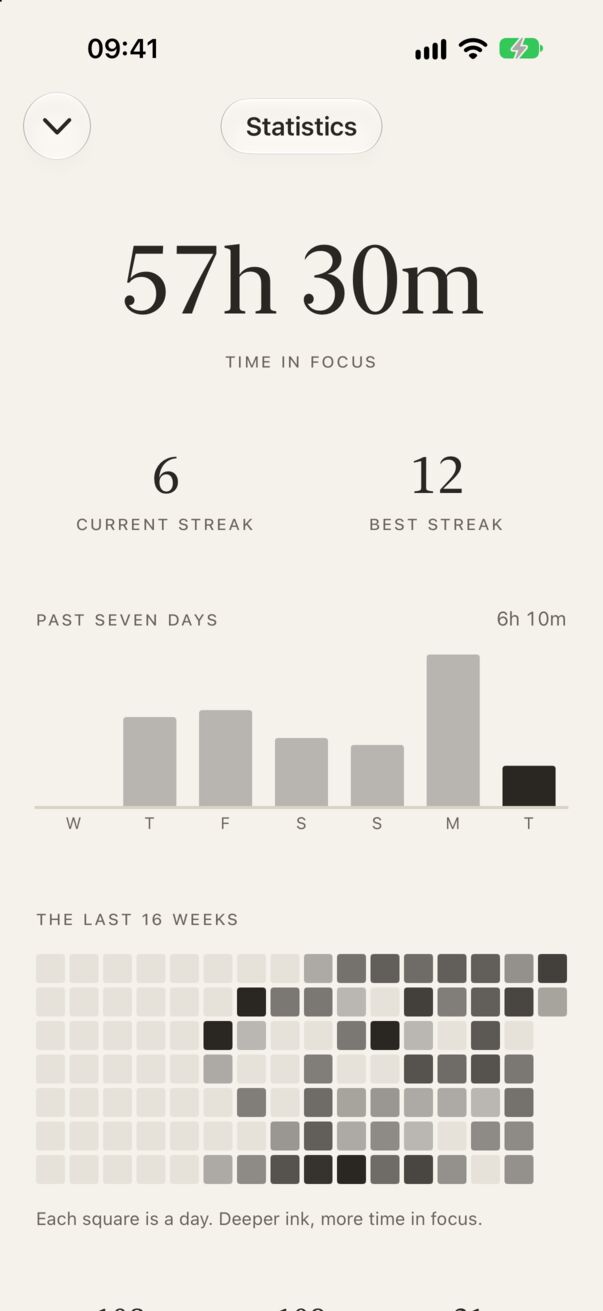 09:41
Statistics
57h 30m
TIME IN FOCUS
6 12
CURRENT STREAK BEST STREAK
PAST SEVEN DAYS 6h 10m
W T F S S M T
THE LAST 16 WEEKS
Each square is a day. Deeper ink, more time in focus.